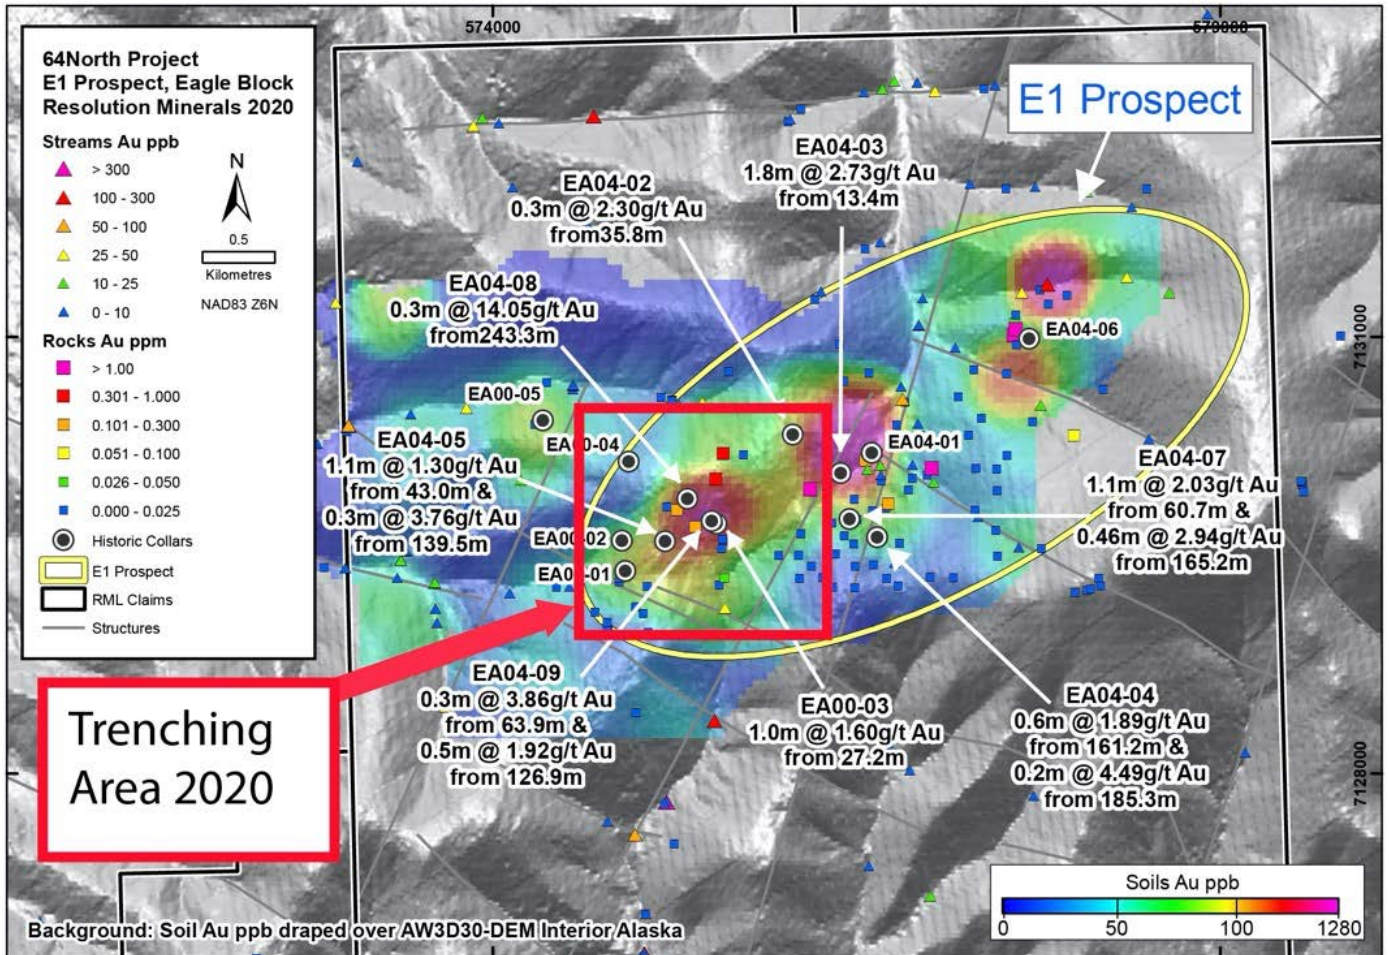 574000
579000
64North Project
E1 Prospect, Eagle Block
Resolution Minerals 2020
Streams Au ppb
> 300
100 - 300
50 - 100
25 - 50
10 - 25
0 - 10
N
0.5
Kilometres
NAD83 Z6N
Rocks Au ppm
> 1.00
0.301 - 1.000
0.101 - 0.300
0.051 - 0.100
0.026 - 0.050
0.000 - 0.025
Historic Collars
E1 Prospect
RML Claims
Structures
E1 Prospect
EA04-03
1.8m @ 2.73g/t Au
from 13.4m
EA04-02
0.3m @ 2.30g/t Au
from35.8m
EA04-08
0.3m @ 14.05g/t Au
from243.3m
EA04-06
7131000
EA00-05
EA00-04
EA04-01
EA04-05
1.1m @ 1.30g/t Au
from 43.0m &
0.3m @ 3.76g/t Au
from 139.5m
EA04-07
1.1m @ 2.03g/t Au
from 60.7m &
0.46m @ 2.94g/t Au
from 165.2m
EA00-02
EA00-01
EA04-09
0.3m @ 3.86g/t Au
from 63.9m &
0.5m @ 1.92g/t Au
from 126.9m
EA00-03
1.0m @ 1.60g/t Au
from 27.2m
EA04-04
0.6m @ 1.89g/t Au
from 161.2m &
0.2m @ 4.49g/t Au
from 185.3m
7128000
Trenching
Area 2020
Soils Au ppb
0 50 100 1280
Background: Soil Au ppb draped over AW3D30-DEM Interior Alaska